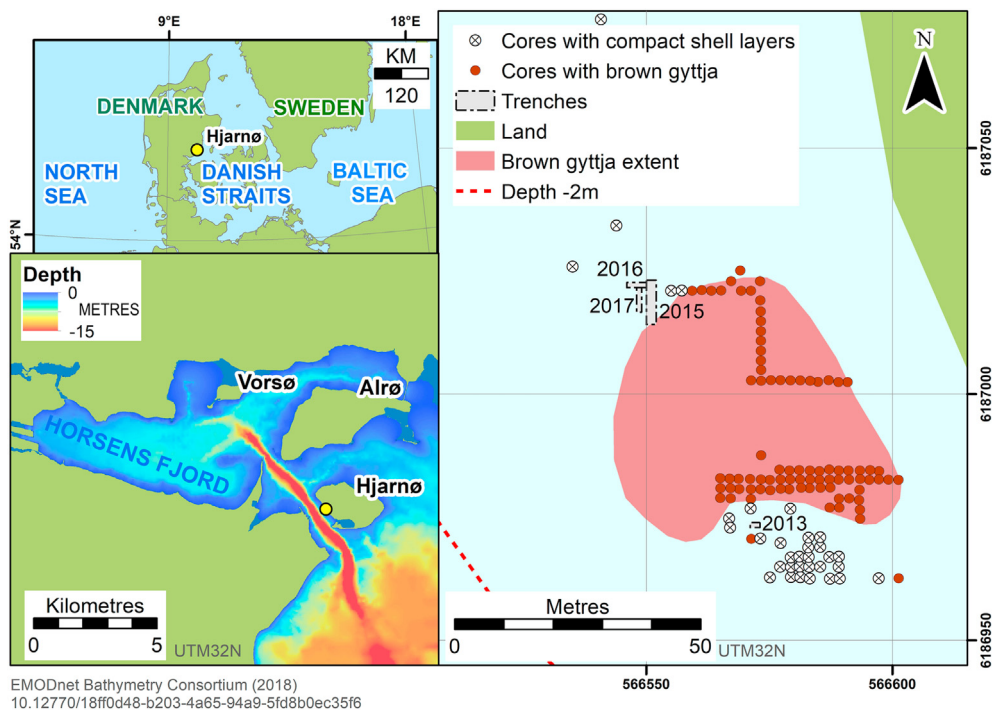 9°E
18°E
KM
120
DENMARK
SWEDEN
Hjarnø
NORTH
SEA
DANISH
STRAITS
BALTIC
SEA
54°N
Depth
0
METRES
-15
Vorsø
Alrø
HORSENS FJORD
Hjarnø
Kilometres
0
5
UTM32N
Cores with compact shell layers
Cores with brown gyttja
Trenches
Land
Brown gyttja extent
Depth -2m
N
6187050
2016
2017
2015
6187000
2013
Metres
0
50
UTM32N
6186950
566550
566600
EMODnet Bathymetry Consortium (2018)
10.12770/18ff0d48-b203-4a65-94a9-5fd8b0ec35f6